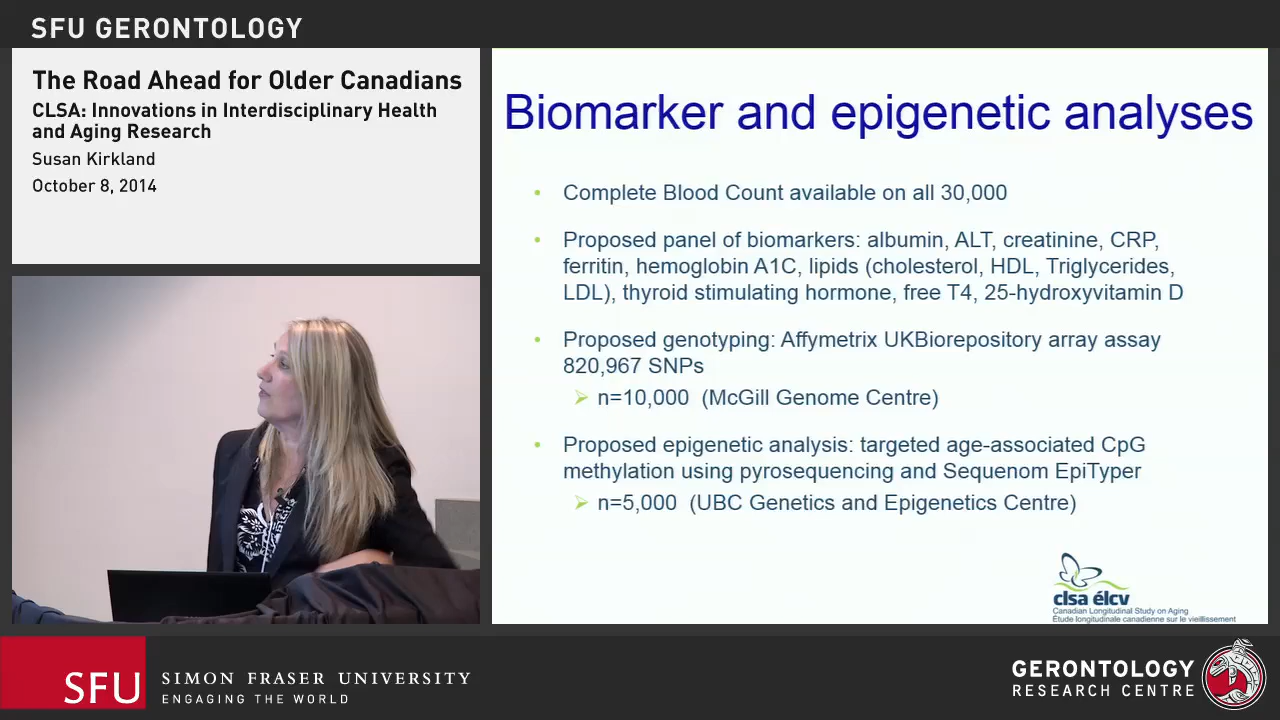 SFU GERONTOLOGY
The Road Ahead for Older Canadians
CLSA: Innovations in Interdisciplinary Health
and Aging Research
Susan Kirkland
October 8, 2014
Biomarker and epigenetic analyses
• Complete Blood Count available on all 30,000
• Proposed panel of biomarkers: albumin, ALT, creatinine, CRP,
ferritin, hemoglobin A1C, lipids (cholesterol, HDL, Triglycerides,
LDL), thyroid stimulating hormone, free T4, 25-hydroxyvitamin D
• Proposed genotyping: Affymetrix UKBiorepository array assay
820,967 SNPs
➢ n=10,000 (McGill Genome Centre)
• Proposed epigenetic analysis: targeted age-associated CpG
methylation using pyrosequencing and Sequenom EpiTyper
➢ n=5,000 (UBC Genetics and Epigenetics Centre)
clsa élcv
Canadian Longitudinal Study on Aging
Étude longitudinale canadienne sur le vieillissement
SFU
SIMON FRASER UNIVERSITY
ENGAGING THE WORLD
GERONTOLOGY
RESEARCH CENTRE